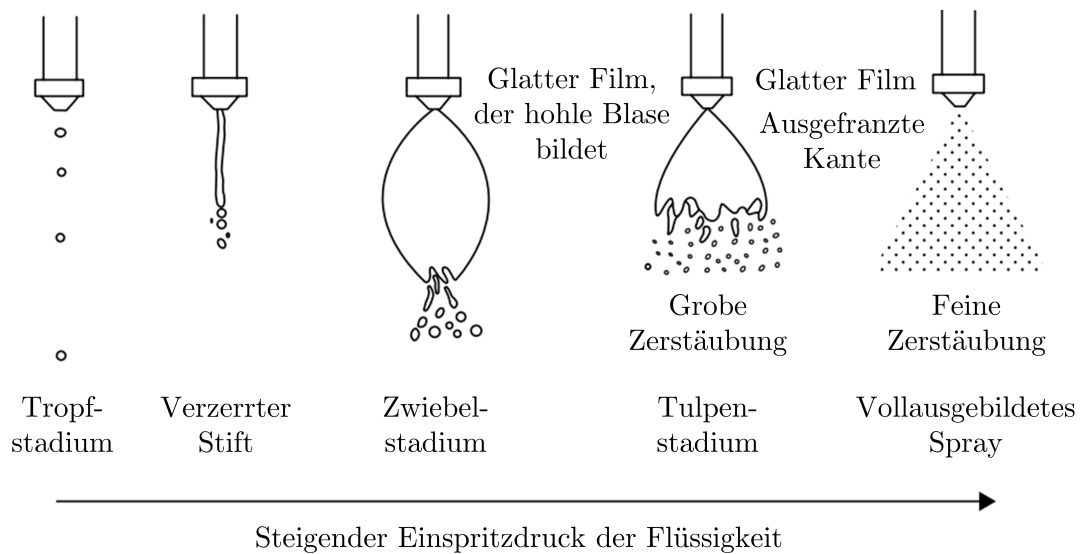 Glatter Film,
der hohle Blase
bildet
Glatter Film
Ausgefranzte
Kante
Grobe
Zerstäubung
Feine
Zerstäubung
Tropf-
stadium
Verzerrter
Stift
Zwiebel-
stadium
Tulpen-
stadium
Vollausgebildetes
Spray
Steigender Einspritzdruck der Flüssigkeit